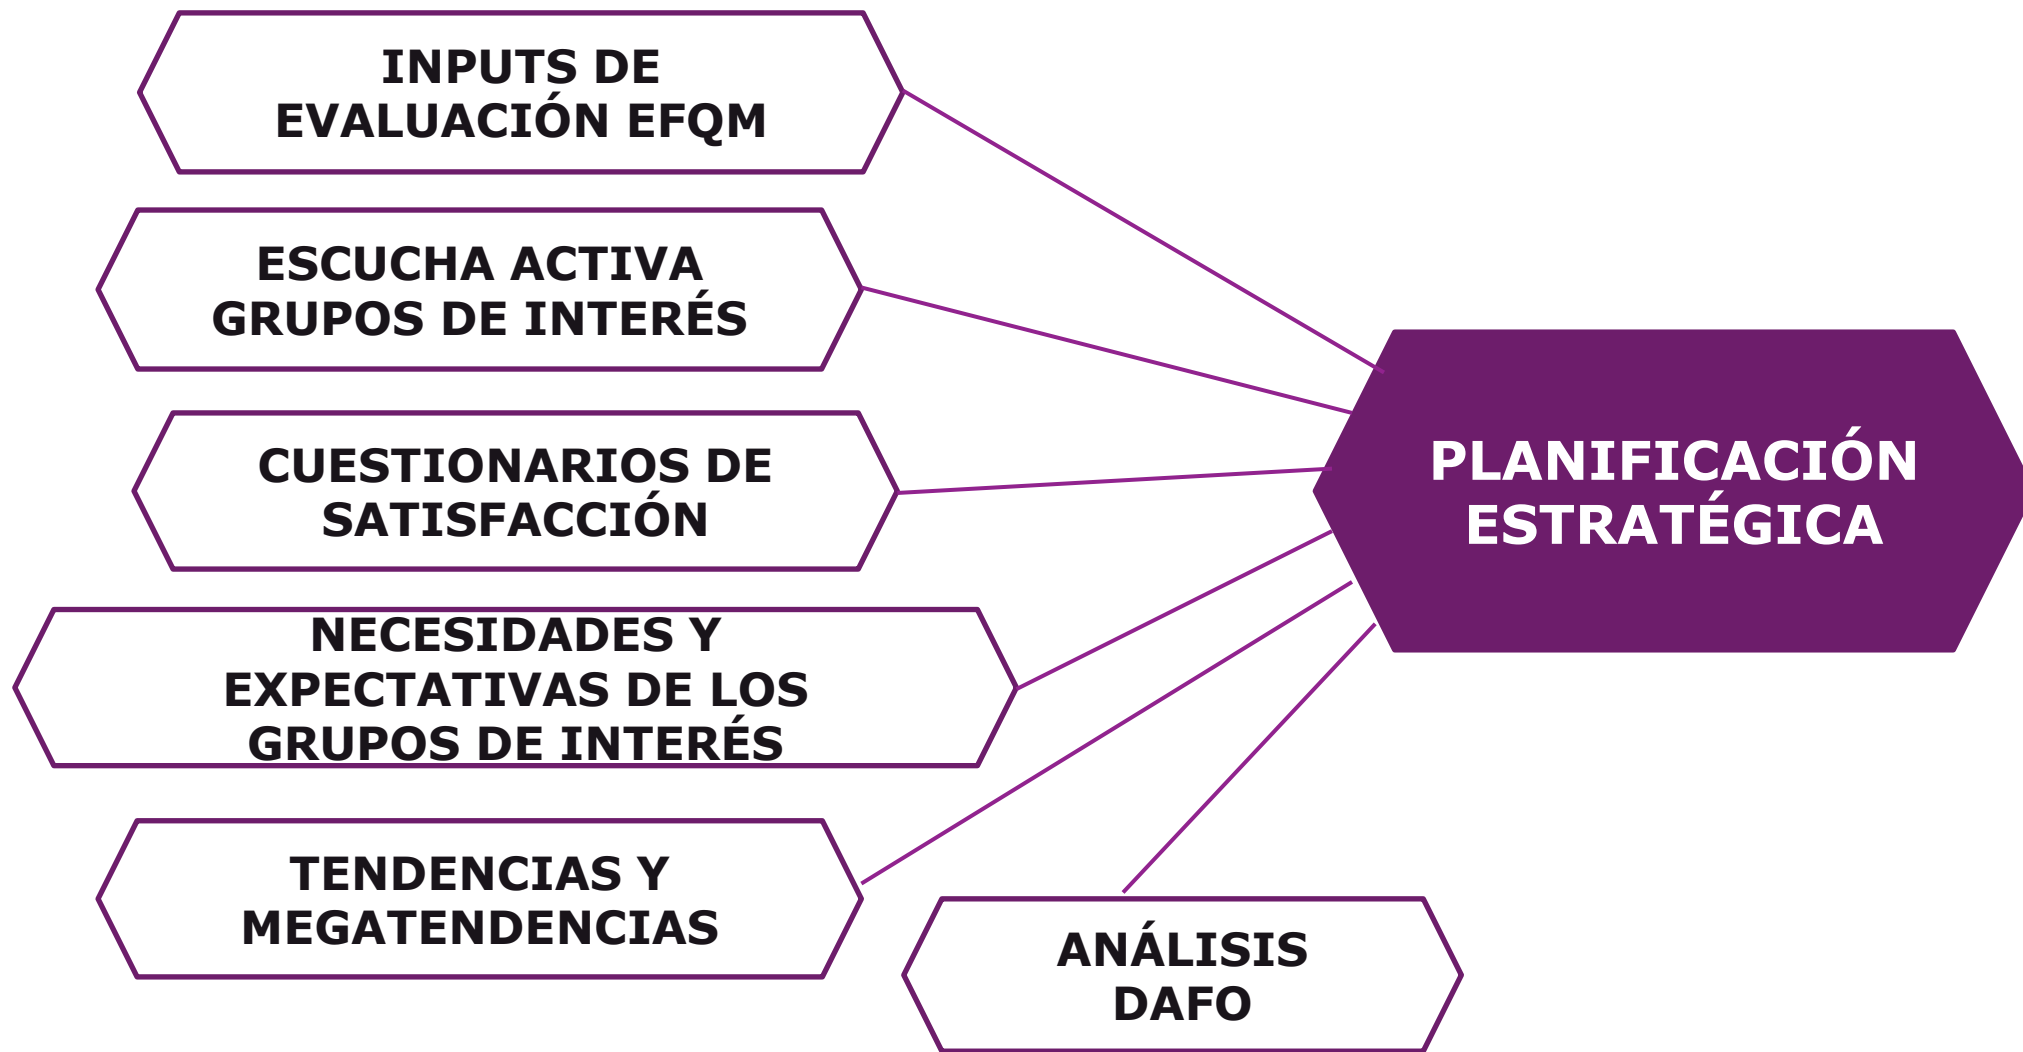 INPUTS DE
EVALUACIÓN EFQM
ESCUCHA ACTIVA
GRUPOS DE INTERÉS
CUESTIONARIOS DE
SATISFACCIÓN
NECESIDADES Y
EXPECTATIVAS DE LOS
GRUPOS DE INTERÉS
TENDENCIAS Y
MEGATENDENCIAS
ANÁLISIS
DAFO
PLANIFICACIÓN
ESTRATÉGICA